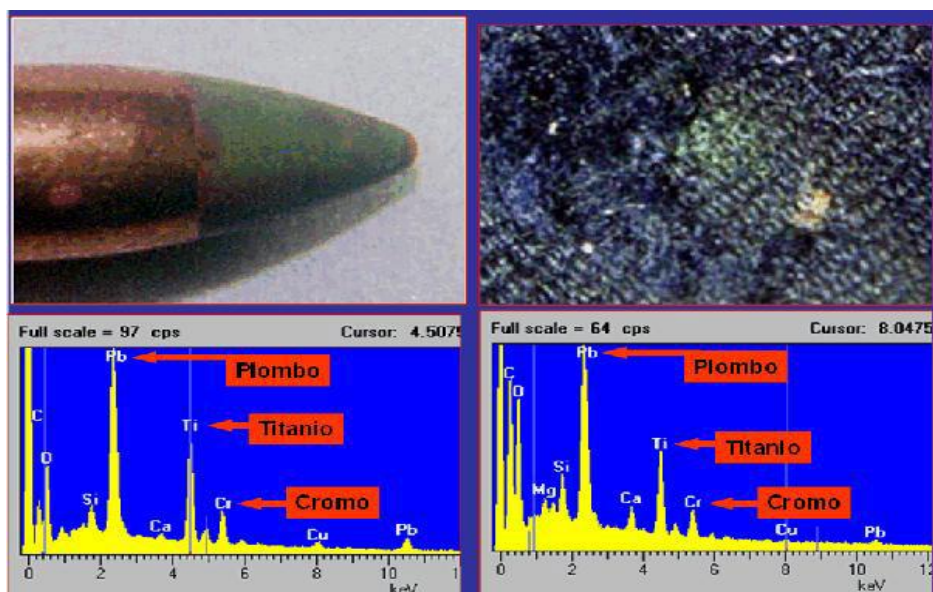 Full scale = 97 cps Cursor: 4.5075
Pb
Plombo
C
Ti
Titanio
O
Si
Cr
Cromo
Ca
Cu
Pb
0 2 4 6 8 10 12
keV
Full scale = 64 cps Cursor: 8.0475
Pb
Plombo
C
O
Ti
Titanio
Si
Mg
Ca
Cr
Cromo
Cu
Pb
0 2 4 6 8 10 12
keV